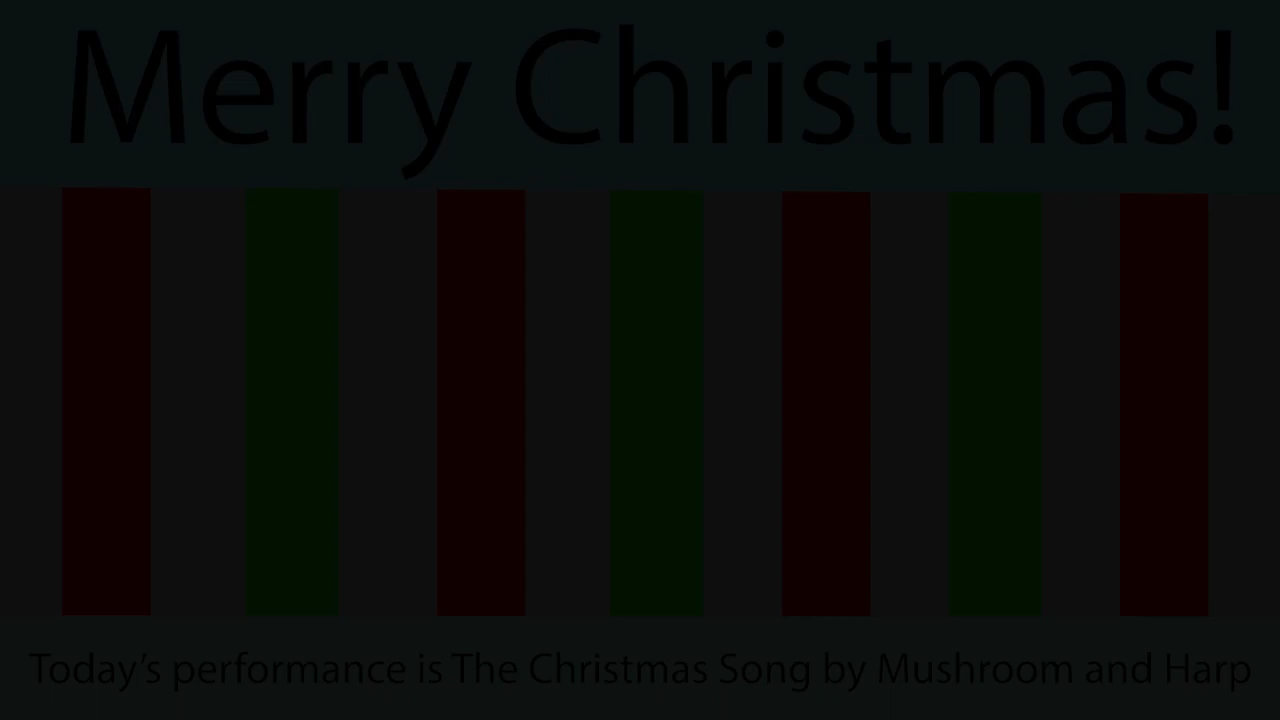 Merry Christmas!
Today's performance is The Christmas Song by Mushroom and Harp